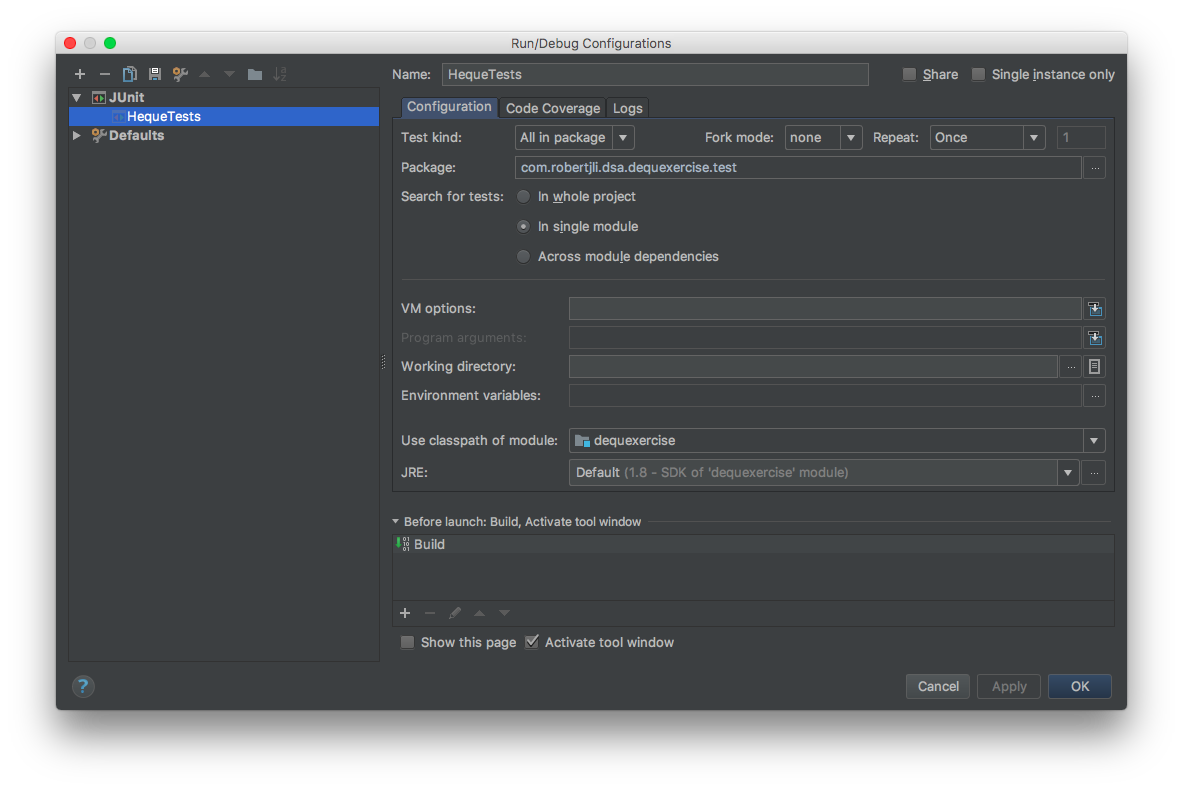 Run/Debug Configurations
Name: HequeTests Share Single instance only
JUnit
HequeTests
Defaults
Configuration Code Coverage Logs
Test kind: All in package Fork mode: none Repeat: Once 1
Package: com.robertjli.dsa.dequexercise.test ...
Search for tests: In whole project
In single module
Across module dependencies
VM options:
Program arguments:
Working directory: ...
Environment variables: ...
Use classpath of module: dequexercise
JRE: Default (1.8 - SDK of 'dequexercise' module) ...
Before launch: Build, Activate tool window
Build
Show this page Activate tool window
? Cancel Apply OK